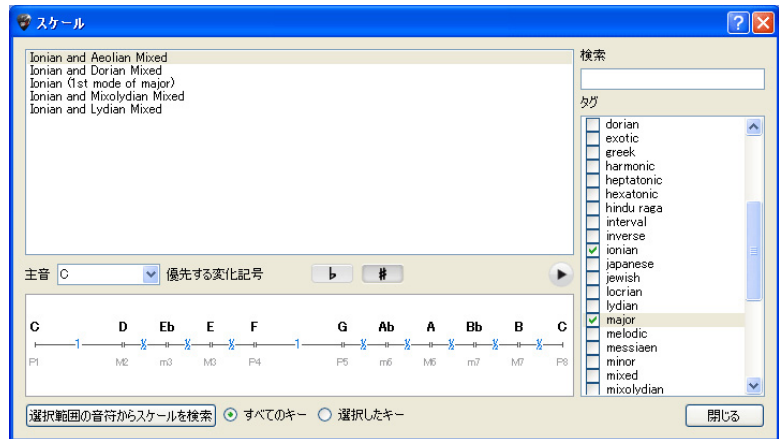 スケール
Ionian and Aeolian Mixed
Ionian and Dorian Mixed
Ionian (1st mode of major)
Ionian and Mixolydian Mixed
Ionian and Lydian Mixed
検索
タグ
dorian
exotic
greek
harmonic
heptatonic
hexatonic
hindu raga
interval
inverse
ionian
japanese
jewish
locrian
lydian
major
melodic
messiaen
minor
mixed
mixolydian
主音 C 優先する変化記号 ♭ #
C D Eb E F G Ab A Bb B C
1 ½ ½ ½ 1 ½ ½ ½ ½ ½
P1 M2 m3 M3 P4 P5 m6 M6 m7 M7 P8
選択範囲の音符からスケールを検索 すべてのキー 選択したキー 閉じる